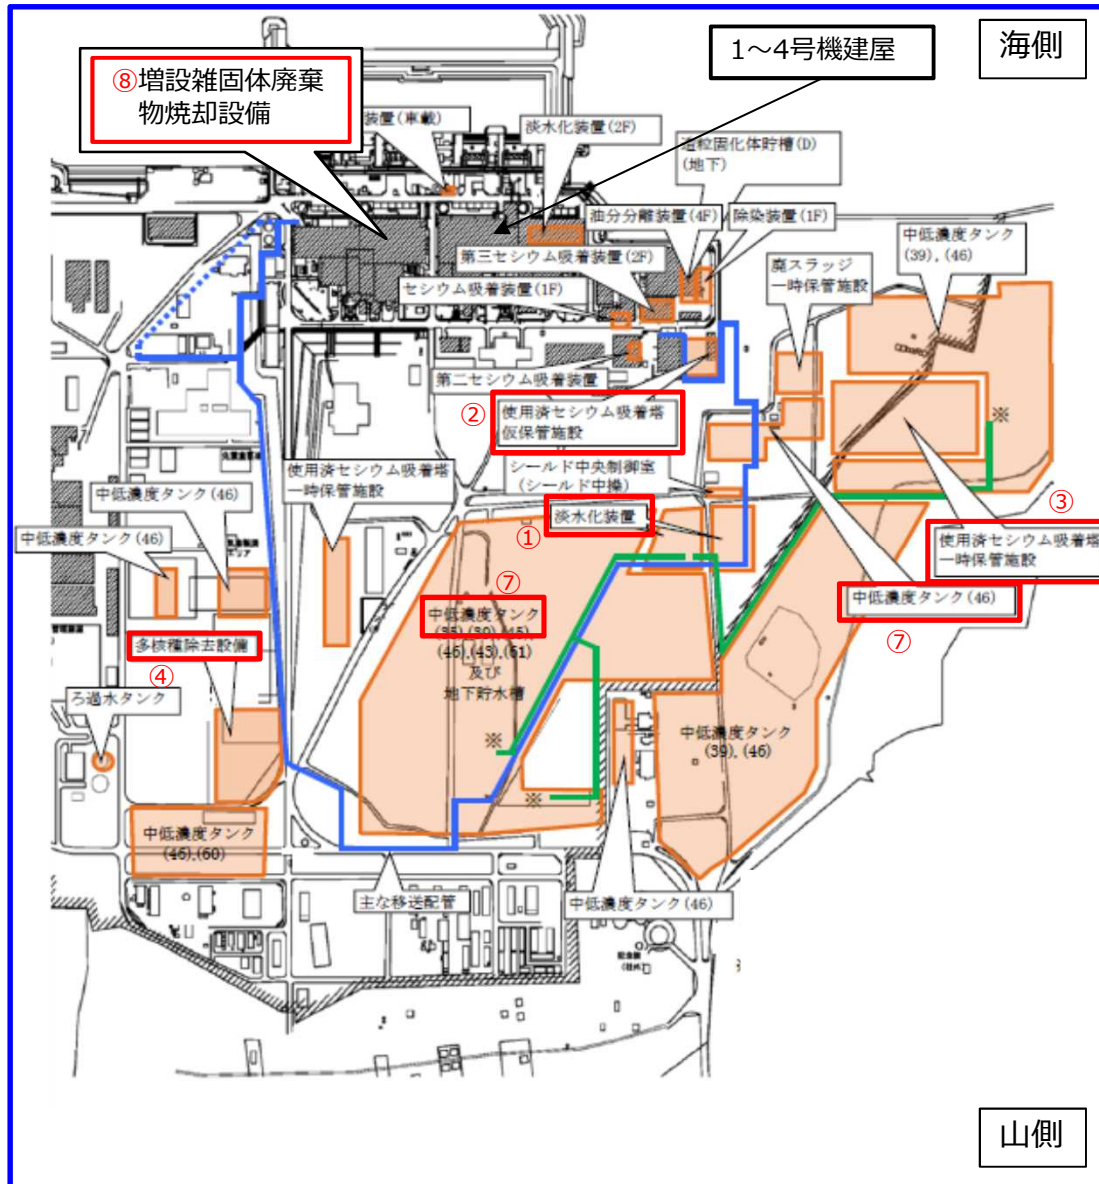 海側
1～4号機建屋
⑧増設雑固体廃棄
物焼却設備
装置(車載)
淡水化装置(2F)
造粒固化体貯槽(D)
(地下)
油分分離装置(4F)
除染装置(1F)
第三セシウム吸着装置(2F)
セシウム吸着装置(1F)
中低濃度タンク
(39), (46)
廃スラッジ
一時保管施設
第二セシウム吸着装置
②
使用済セシウム吸着塔
仮保管施設
※
使用済セシウム吸着塔
一時保管施設
シールド中央制御室
(シールド中操)
中低濃度タンク(46)
①
淡水化装置
③
使用済セシウム吸着塔
一時保管施設
中低濃度タンク(46)
⑦
中低濃度タンク
(35),(39),(45)
(46),(43),(61)
及び
地下貯水槽
中低濃度タンク(46)
⑦
多核種除去設備
④
ろ過水タンク
※
※
中低濃度タンク
(39), (46)
中低濃度タンク
(46),(60)
主な移送配管
中低濃度タンク(46)
山側